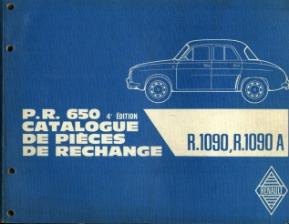 P.R. 650 4e ÉDITION
CATALOGUE
DE PIÈCES
DE RECHANGE
R.1090, R.1090 A
RENAULT